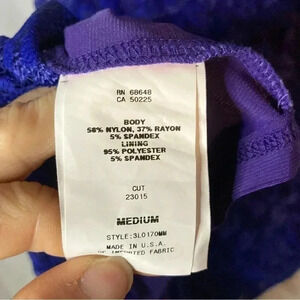 RN 68648
CA 50225
BODY
58% NYLON, 37% RAYON
5% SPANDEX
LINING
95% POLYESTER
5% SPANDEX
CUT
23015
MEDIUM
STYLE: 3L0170MM
MADE IN U.S.A.
OF IMPORTED FABRIC